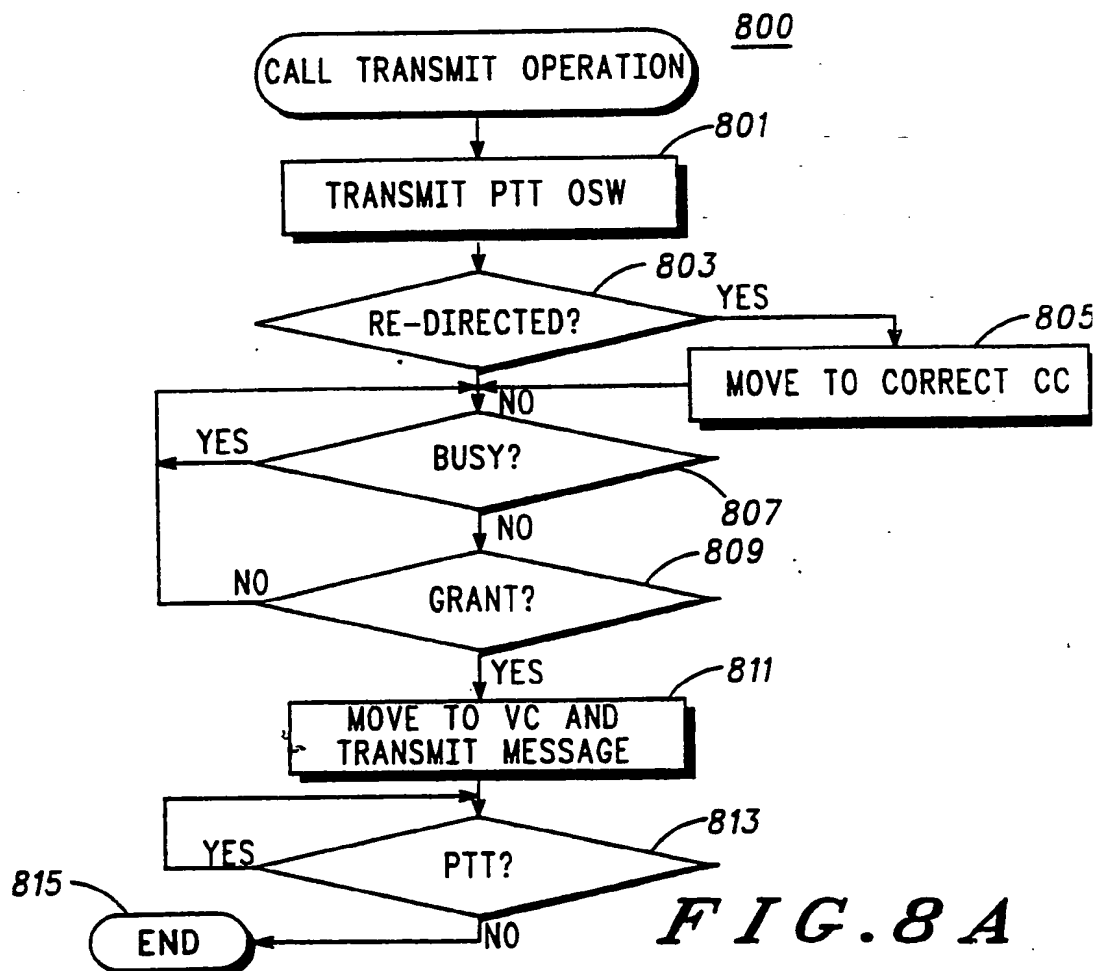 800
CALL TRANSMIT OPERATION
801
TRANSMIT PTT OSW
803
RE-DIRECTED?
YES
805
MOVE TO CORRECT CC
NO
YES
BUSY?
807
NO
809
NO
GRANT?
YES
811
MOVE TO VC AND
TRANSMIT MESSAGE
813
YES
PTT?
815
END
NO
FIG.8A